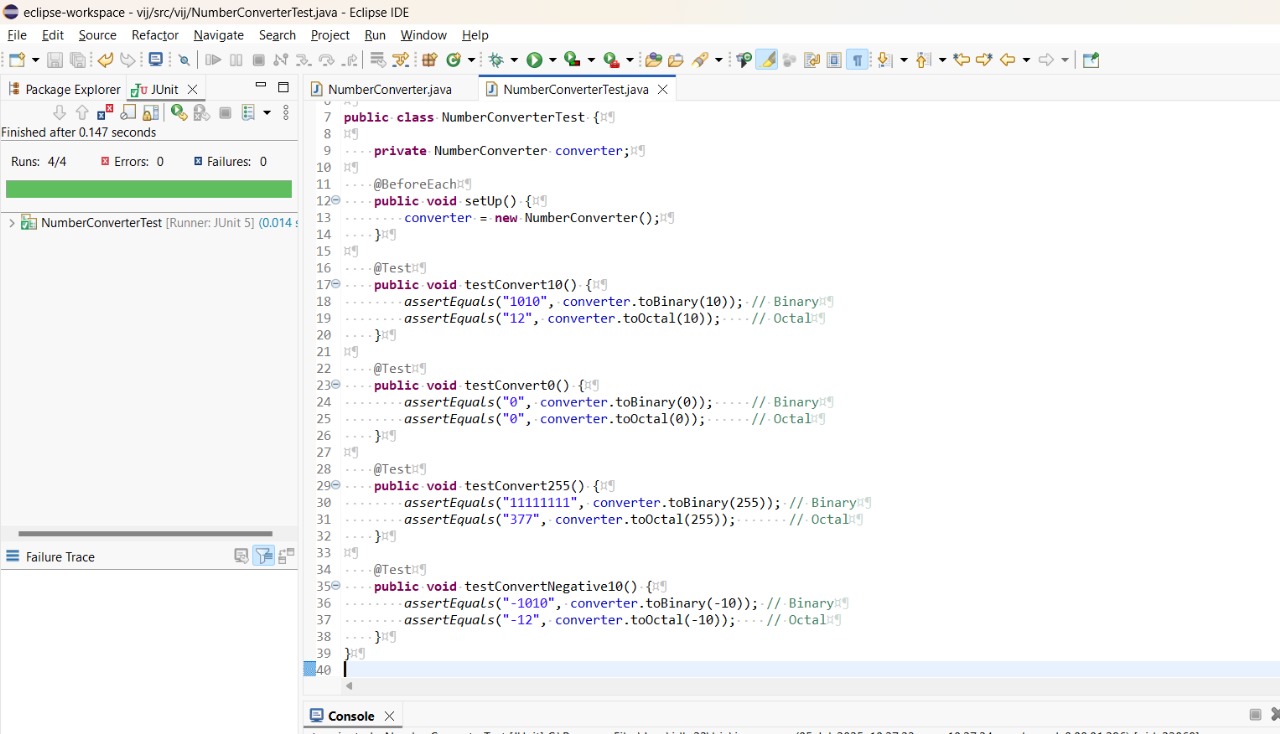 eclipse-workspace - vij/src/vij/NumberConverterTest.java - Eclipse IDE
File Edit Source Refactor Navigate Search Project Run Window Help
Package Explorer JUnit
Finished after 0.147 seconds
Runs: 4/4 Errors: 0 Failures: 0
NumberConverterTest [Runner: JUnit 5] (0.014 s
Failure Trace
NumberConverter.java NumberConverterTest.java
7 public class NumberConverterTest {
8
9 private NumberConverter converter;
10
11 @BeforeEach
12 public void setUp() {
13 converter = new NumberConverter();
14 }
15
16 @Test
17 public void testConvert10() {
18 assertEquals("1010", converter.toBinary(10)); // Binary
19 assertEquals("12", converter.toOctal(10)); // Octal
20 }
21
22 @Test
23 public void testConvert0() {
24 assertEquals("0", converter.toBinary(0)); // Binary
25 assertEquals("0", converter.toOctal(0)); // Octal
26 }
27
28 @Test
29 public void testConvert255() {
30 assertEquals("11111111", converter.toBinary(255)); // Binary
31 assertEquals("377", converter.toOctal(255)); // Octal
32 }
33
34 @Test
35 public void testConvertNegative10() {
36 assertEquals("-1010", converter.toBinary(-10)); // Binary
37 assertEquals("-12", converter.toOctal(-10)); // Octal
38 }
39 }
40
Console